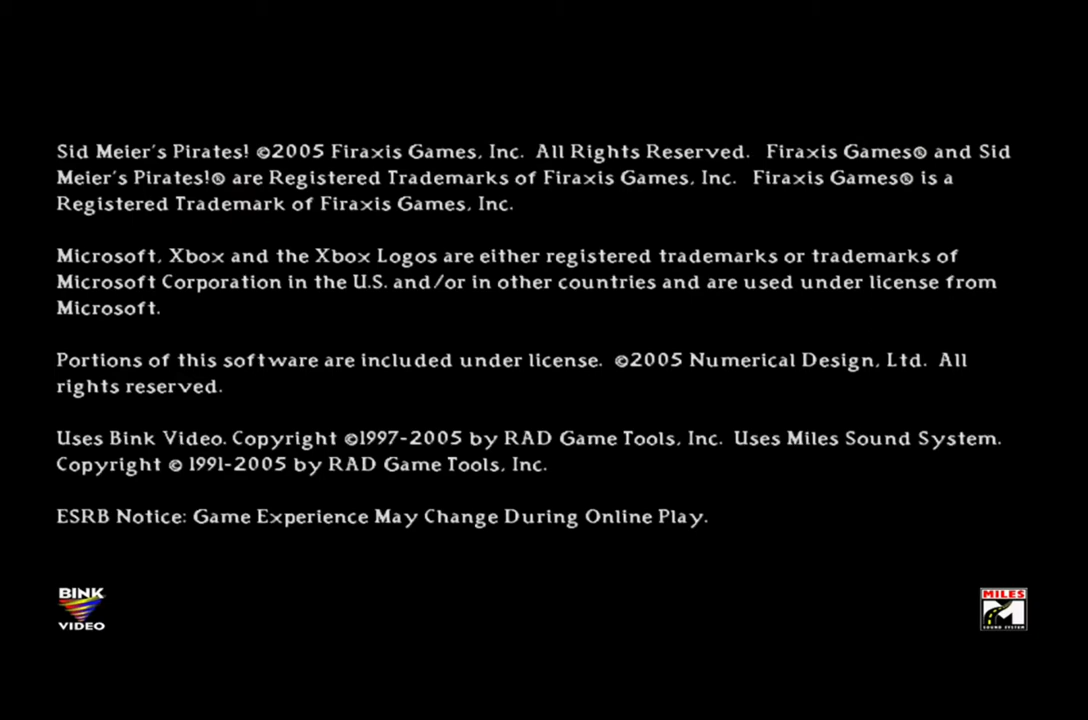 Sid Meier's Pirates! ©2005 Firaxis Games, Inc.  All Rights Reserved.  Firaxis Games® and Sid
Meier's Pirates!® are Registered Trademarks of Firaxis Games, Inc.  Firaxis Games® is a
Registered Trademark of Firaxis Games, Inc.
Microsoft, Xbox and the Xbox Logos are either registered trademarks or trademarks of
Microsoft Corporation in the U.S. and/or in other countries and are used under license from
Microsoft.
Portions of this software are included under license.  ©2005 Numerical Design, Ltd.  All
rights reserved.
Uses Bink Video. Copyright ©1997-2005 by RAD Game Tools, Inc.  Uses Miles Sound System.
Copyright © 1991-2005 by RAD Game Tools, Inc.
ESRB Notice: Game Experience May Change During Online Play.
BINK
VIDEO
MILES
M
SOUND SYSTEM